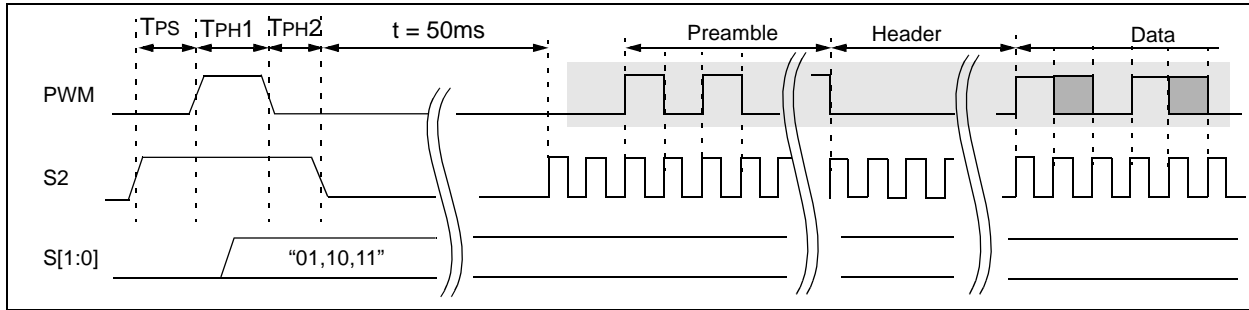 TPS TPH1 TPH2 t = 50ms Preamble Header Data
PWM
S2
S[1:0] “01,10,11”